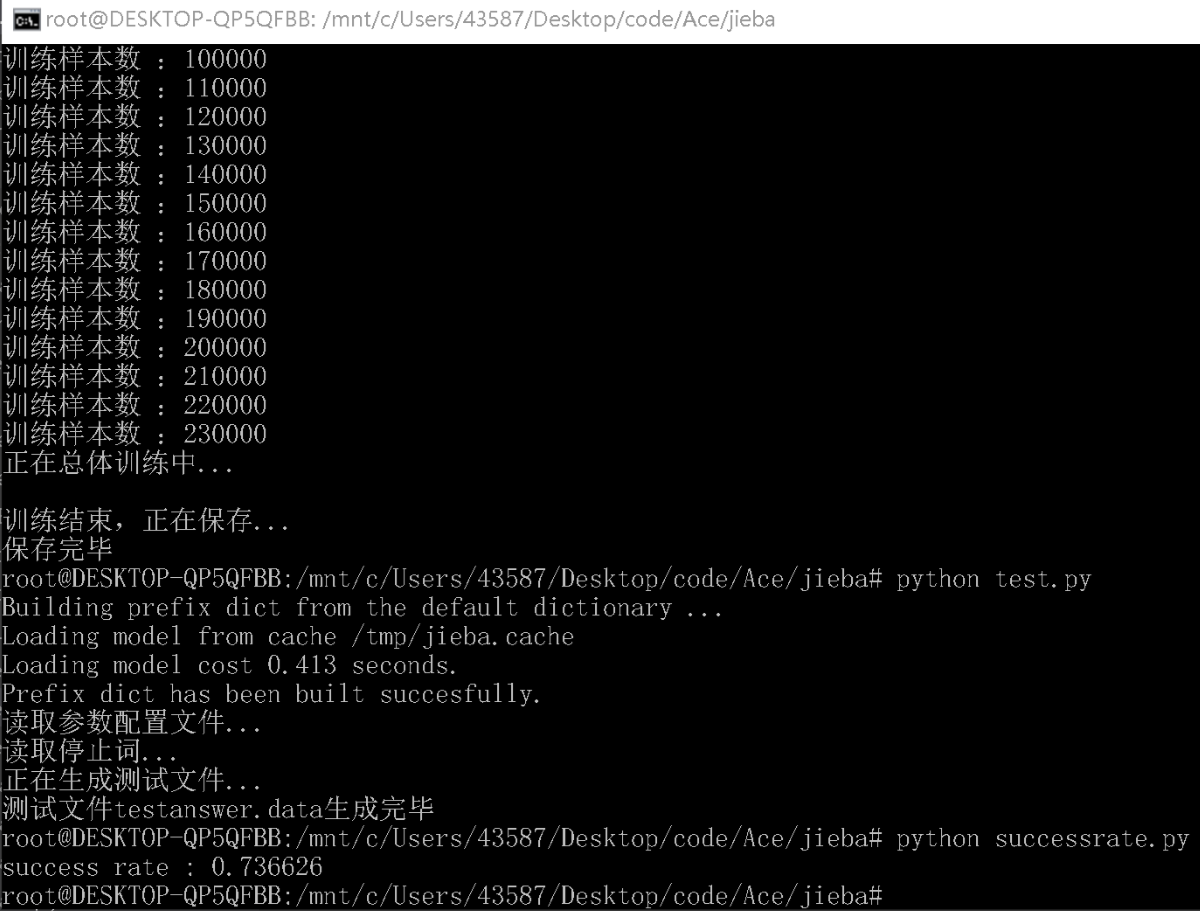 root@DESKTOP-QP5QFBB: /mnt/c/Users/43587/Desktop/code/Ace/jieba
训练样本数 : 100000
训练样本数 : 110000
训练样本数 : 120000
训练样本数 : 130000
训练样本数 : 140000
训练样本数 : 150000
训练样本数 : 160000
训练样本数 : 170000
训练样本数 : 180000
训练样本数 : 190000
训练样本数 : 200000
训练样本数 : 210000
训练样本数 : 220000
训练样本数 : 230000
正在总体训练中...
训练结束，正在保存...
保存完毕
root@DESKTOP-QP5QFBB:/mnt/c/Users/43587/Desktop/code/Ace/jieba# python test.py
Building prefix dict from the default dictionary ...
Loading model from cache /tmp/jieba.cache
Loading model cost 0.413 seconds.
Prefix dict has been built succesfully.
读取参数配置文件...
读取停止词...
正在生成测试文件...
测试文件testanswer.data生成完毕
root@DESKTOP-QP5QFBB:/mnt/c/Users/43587/Desktop/code/Ace/jieba# python successrate.py
success rate : 0.736626
root@DESKTOP-QP5QFBB:/mnt/c/Users/43587/Desktop/code/Ace/jieba#